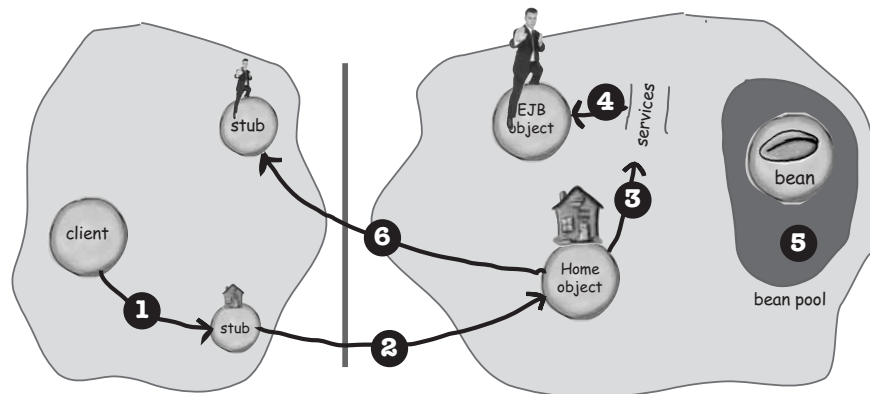 stub
EJB
object
4
services
bean
5
bean pool
client
3
6
Home
object
1
stub
2